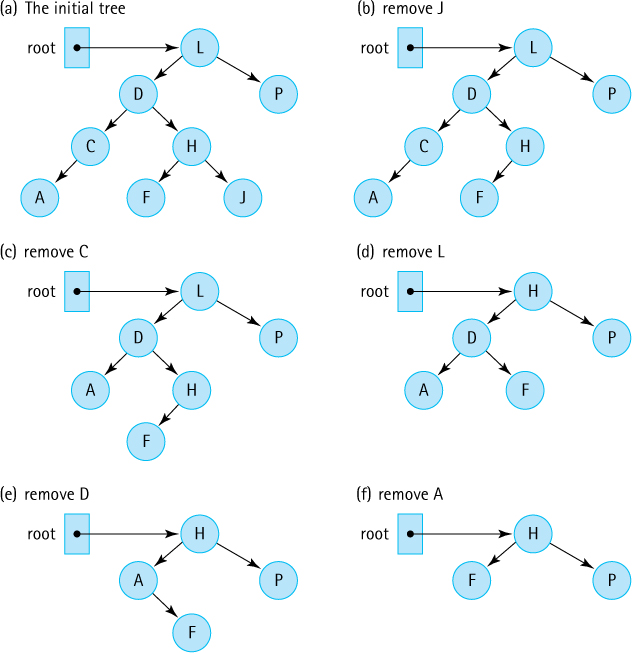 (a) The initial tree
root
L
D
P
C
H
A
F
J
(b) remove J
root
L
D
P
C
H
A
F
(c) remove C
root
L
D
P
A
H
F
(d) remove L
root
H
D
P
A
F
(e) remove D
root
H
A
P
F
(f) remove A
root
H
F
P